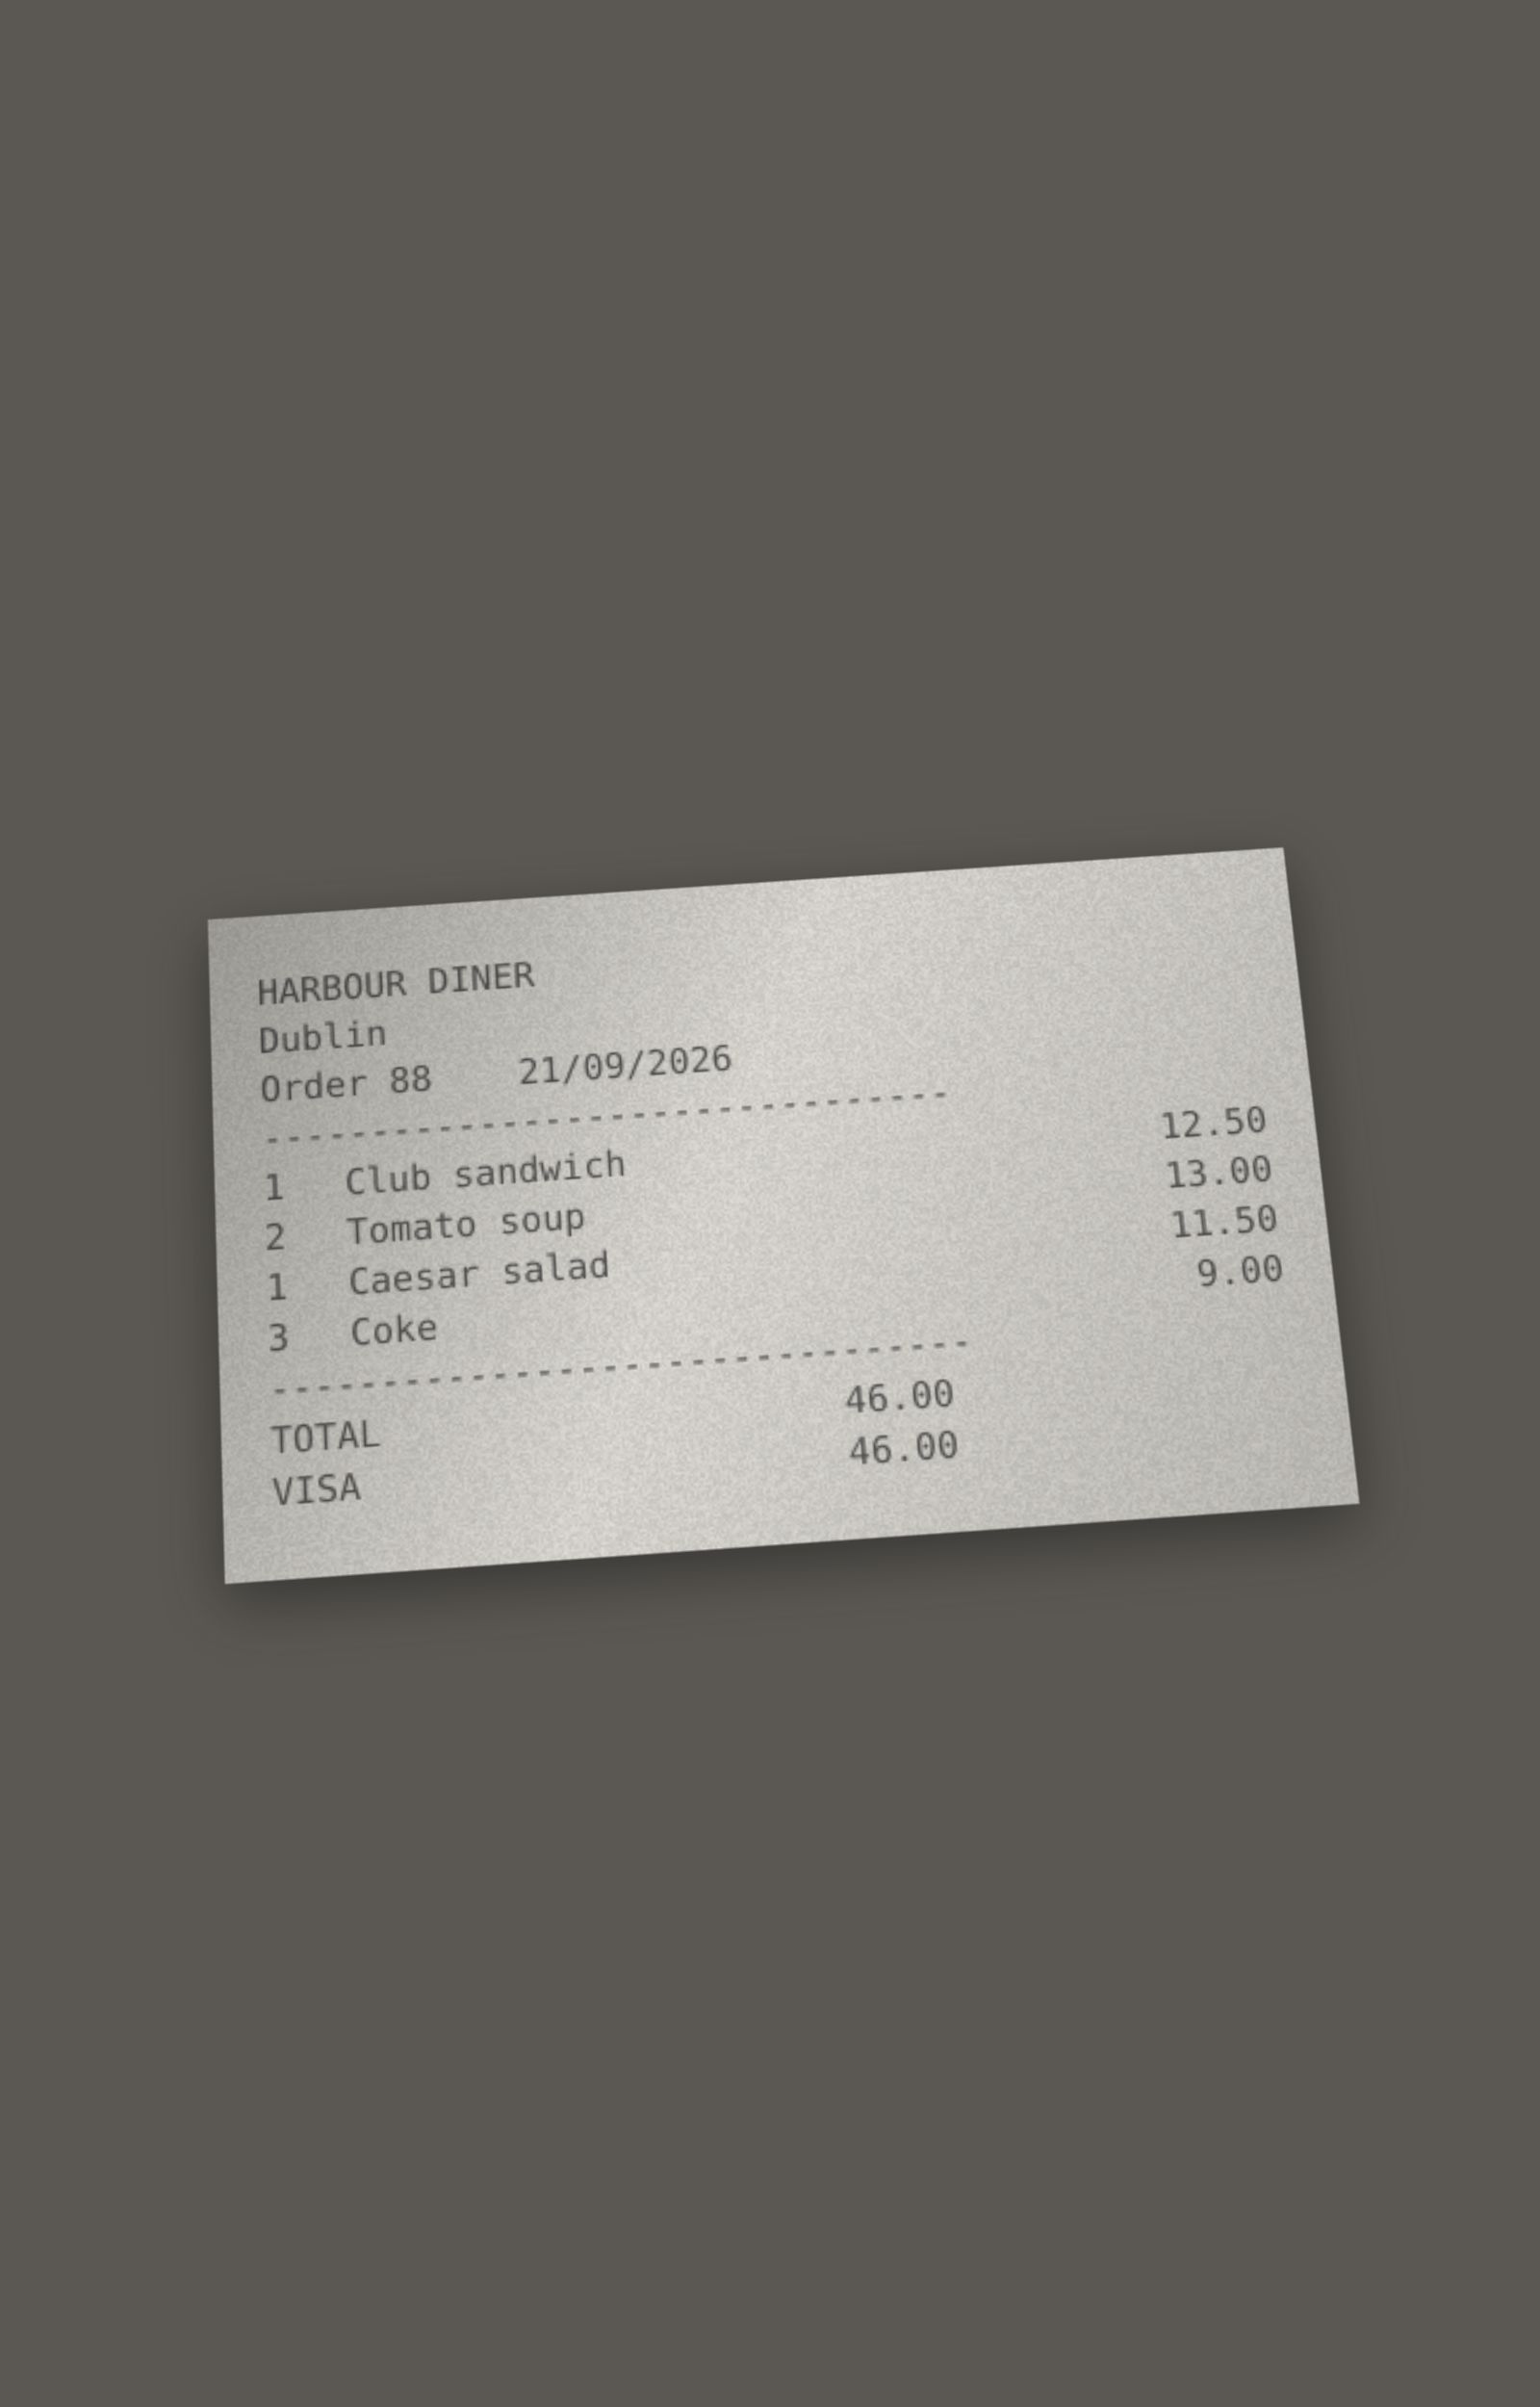 HARBOUR DINER
Dublin
Order 88    21/09/2026
--------------------------------
1   Club sandwich   12.50
2   Tomato soup   13.00
1   Caesar salad   11.50
3   Coke   9.00
--------------------------------
TOTAL   46.00
VISA   46.00